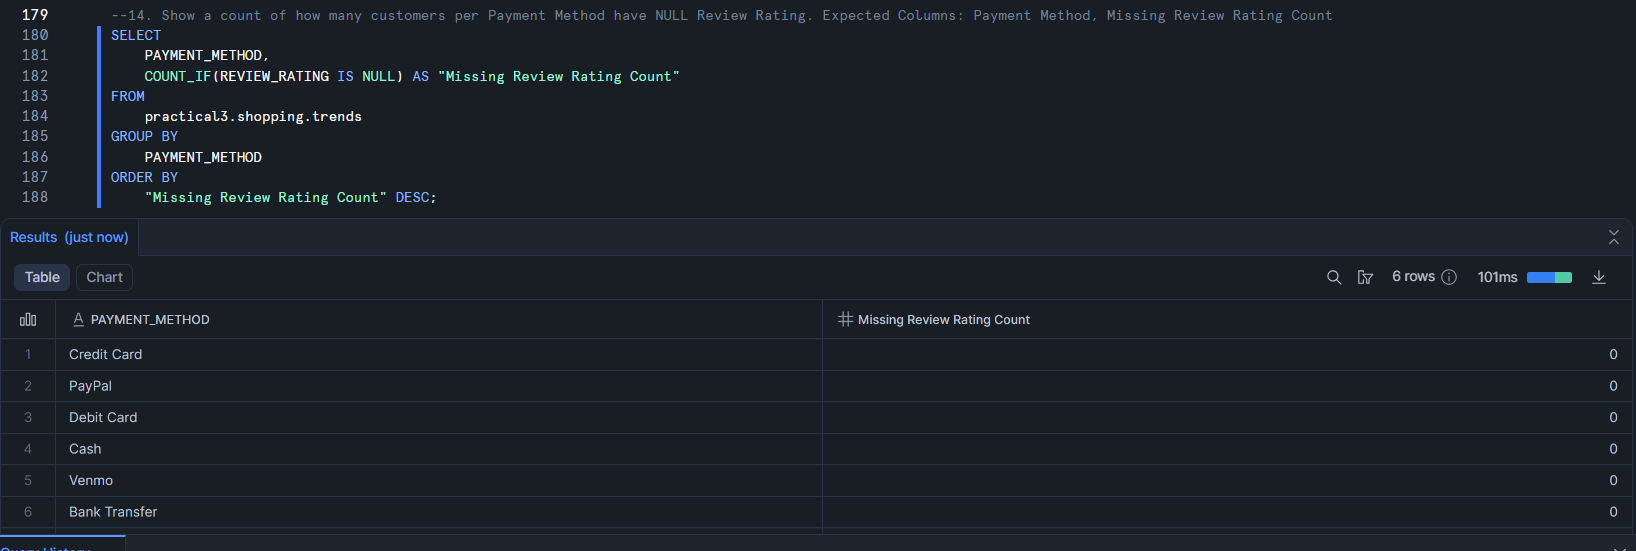 179 --14. Show a count of how many customers per Payment Method have NULL Review Rating. Expected Columns: Payment Method, Missing Review Rating Count
180 SELECT
181 PAYMENT_METHOD,
182 COUNT_IF(REVIEW_RATING IS NULL) AS "Missing Review Rating Count"
183 FROM
184 practical3.shopping.trends
185 GROUP BY
186 PAYMENT_METHOD
187 ORDER BY
188 "Missing Review Rating Count" DESC;
Results (just now)
Table Chart 6 rows 101ms
PAYMENT_METHOD Missing Review Rating Count
1 Credit Card 0
2 PayPal 0
3 Debit Card 0
4 Cash 0
5 Venmo 0
6 Bank Transfer 0
Query History